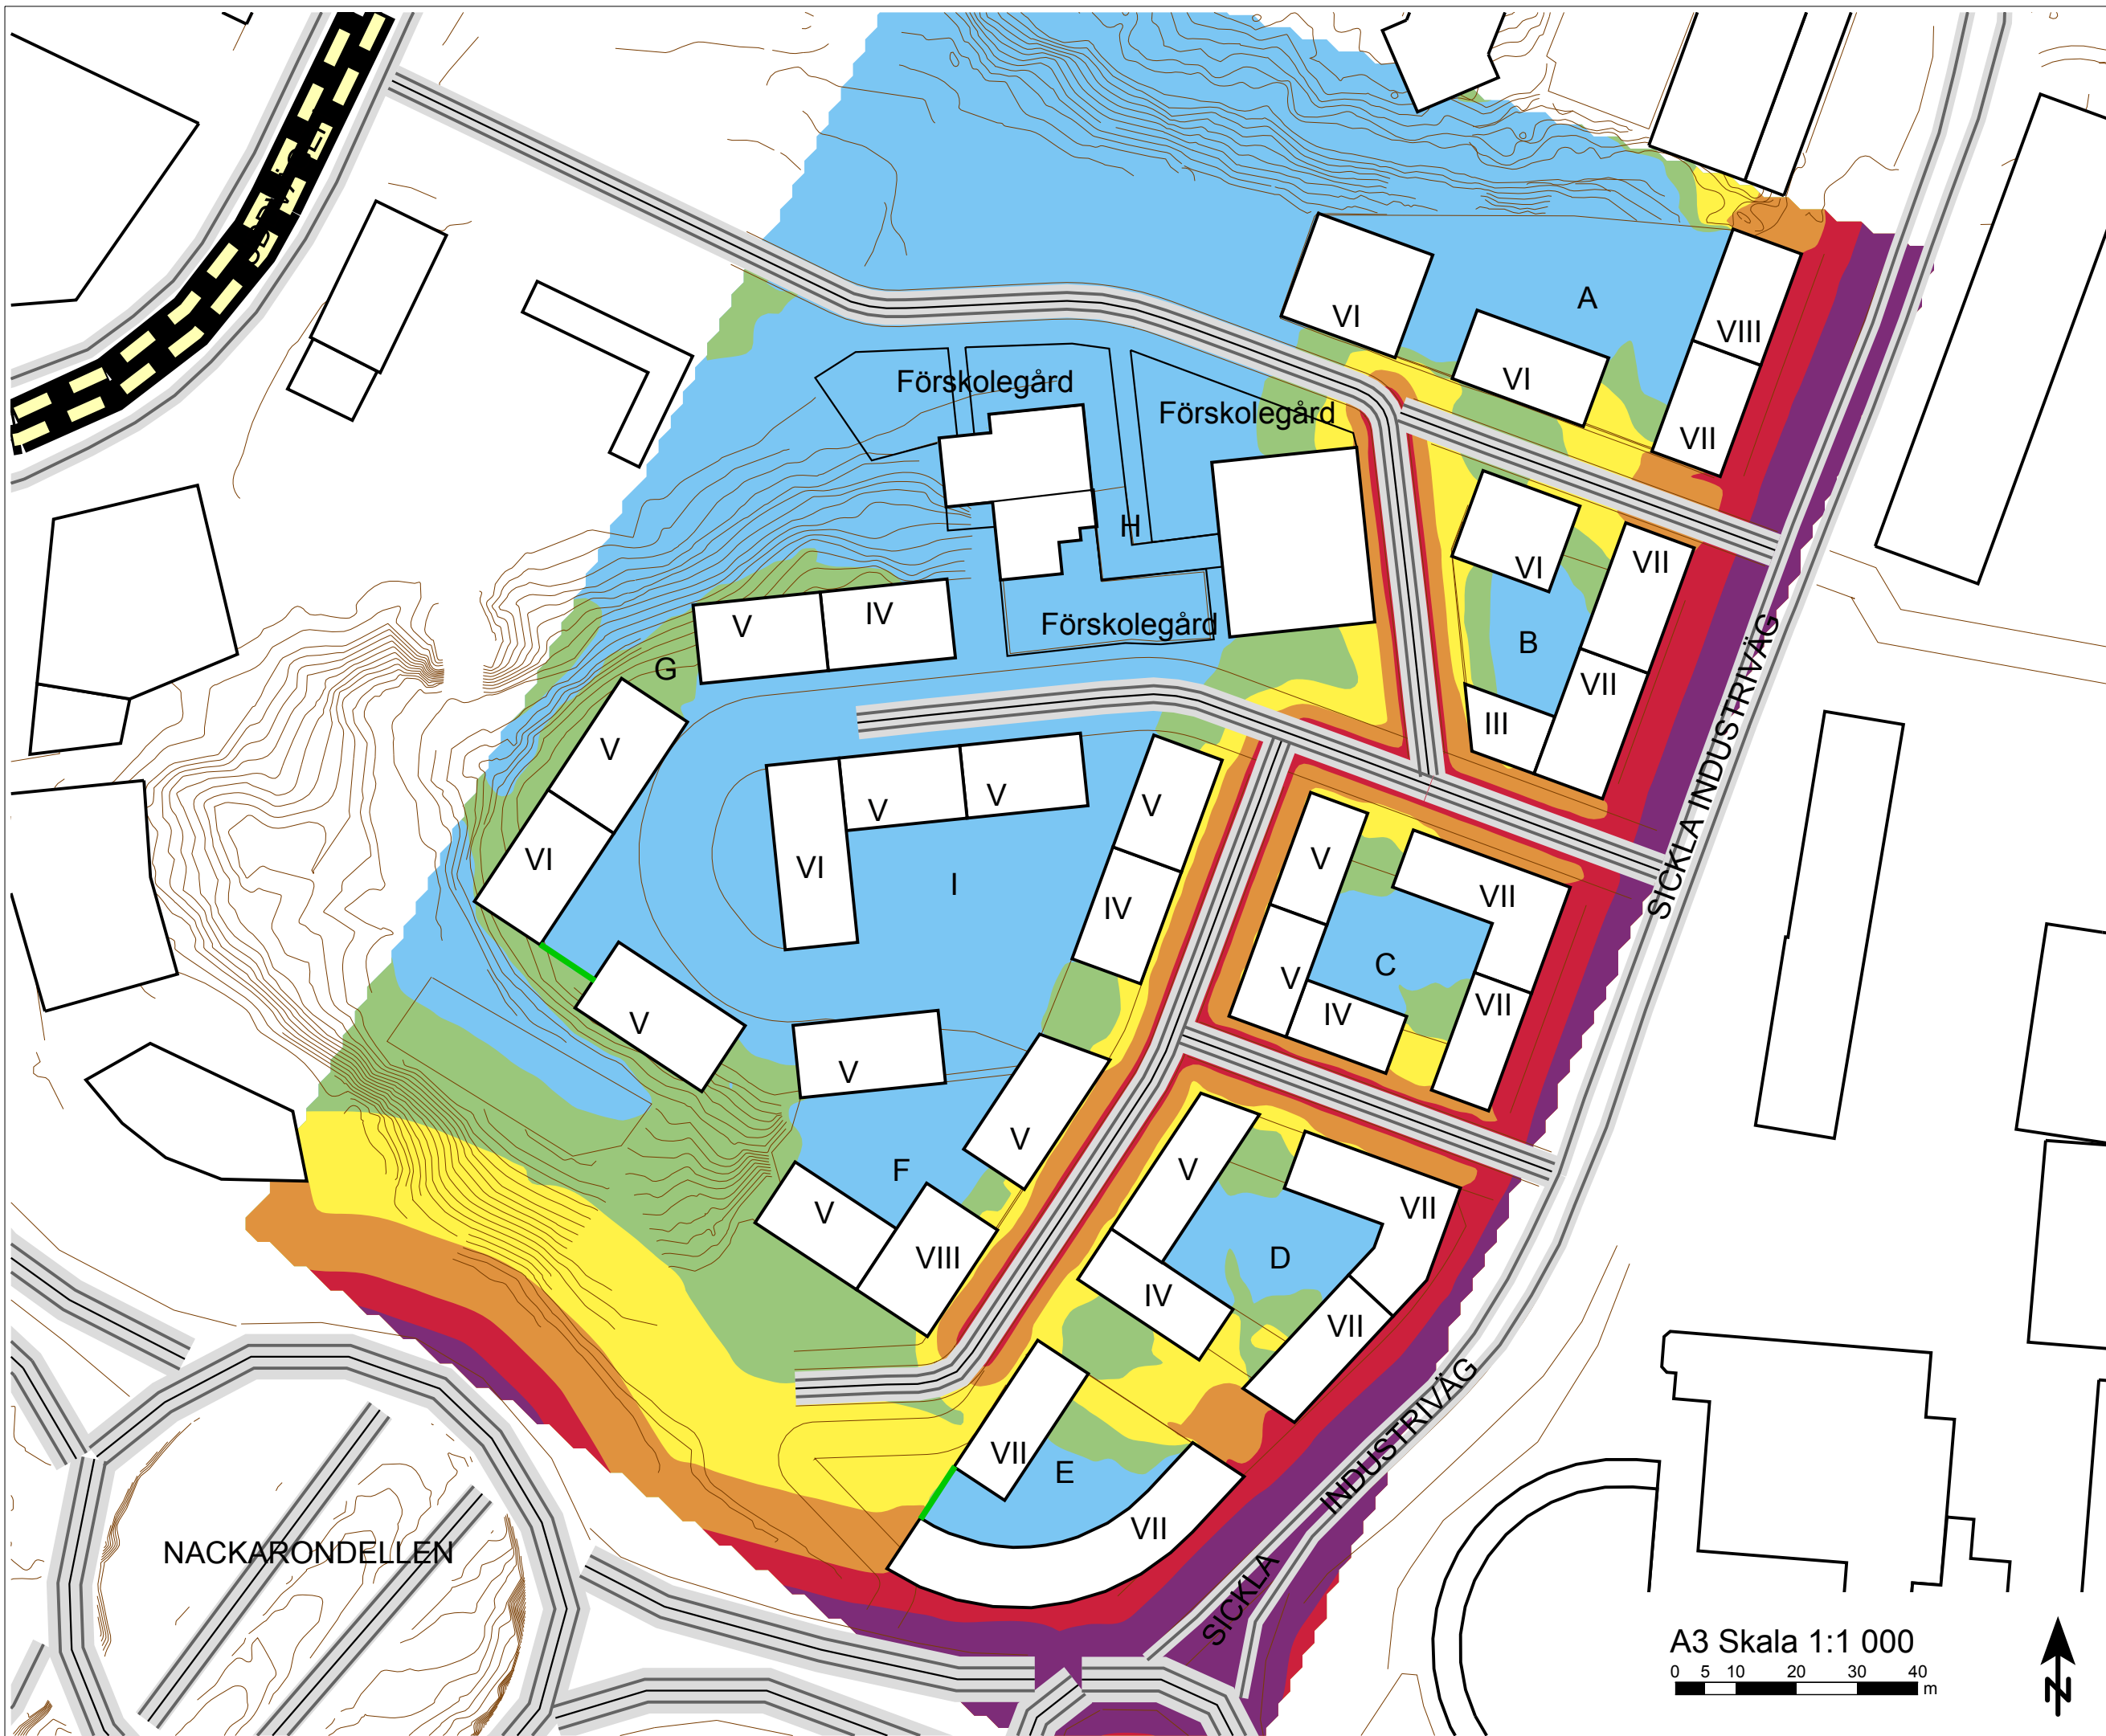 A
VI
VIII
VI
Förskolegård
Förskolegård
VII
H
VI
VII
V
IV
Förskolegård
B
G
VII
III
V
V
V
V
VI
VI
I
IV
V
VII
C
V
VII
IV
V
V
V
F
V
V
VII
VIII
D
IV
VII
VII
E
VII
SICKLA INDUSTRIVÄG
SICKLA INDUSTRIVÄG
NACKARONDELLEN
A3 Skala 1:1 000
0 5 10 20 30 40 m
N